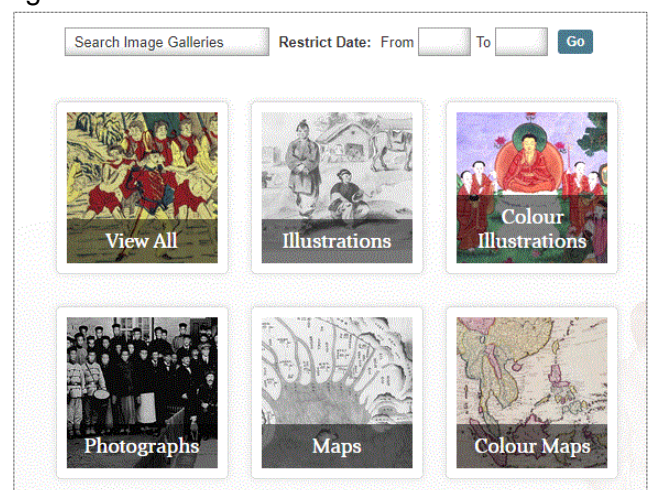 Search Image Galleries Restrict Date: From To Go
View All
Illustrations
Colour
Illustrations
Photographs
Maps
Colour Maps